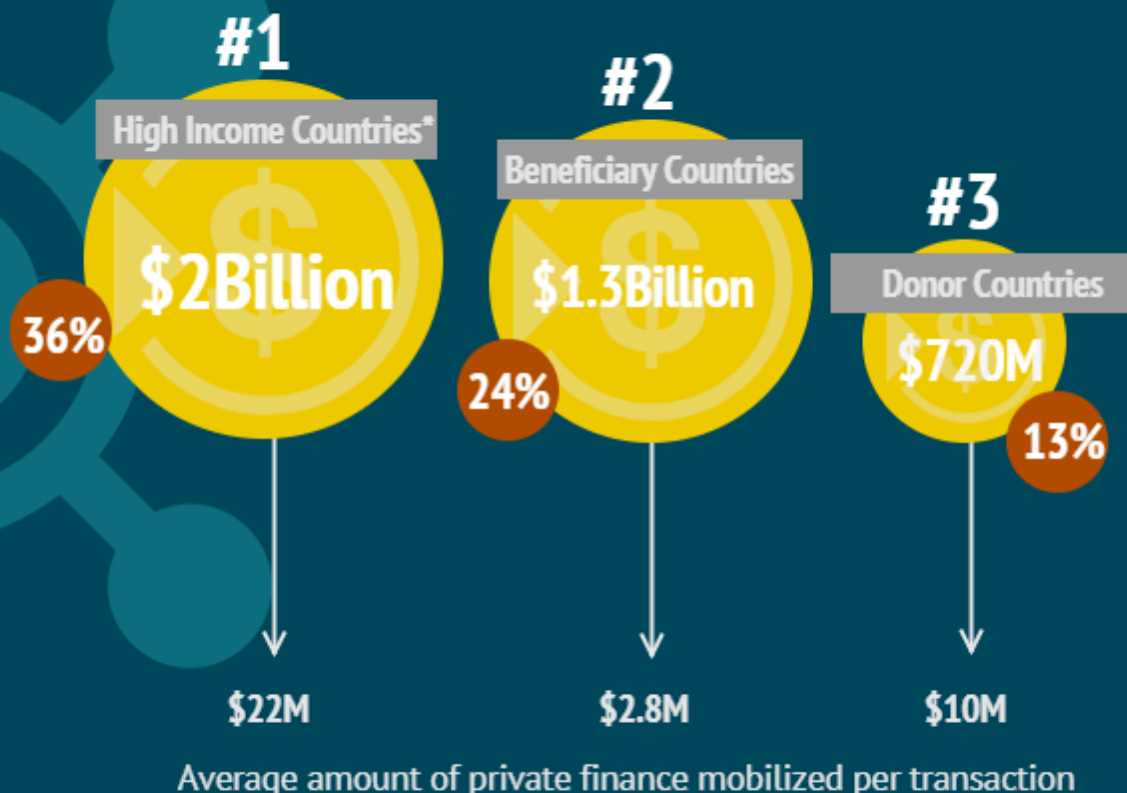 #1
High Income Countries*
$2Billion
36%
#2
Beneficiary Countries
$1.3Billion
24%
#3
Donor Countries
$720M
13%
$22M
$2.8M
$10M
Average amount of private finance mobilized per transaction